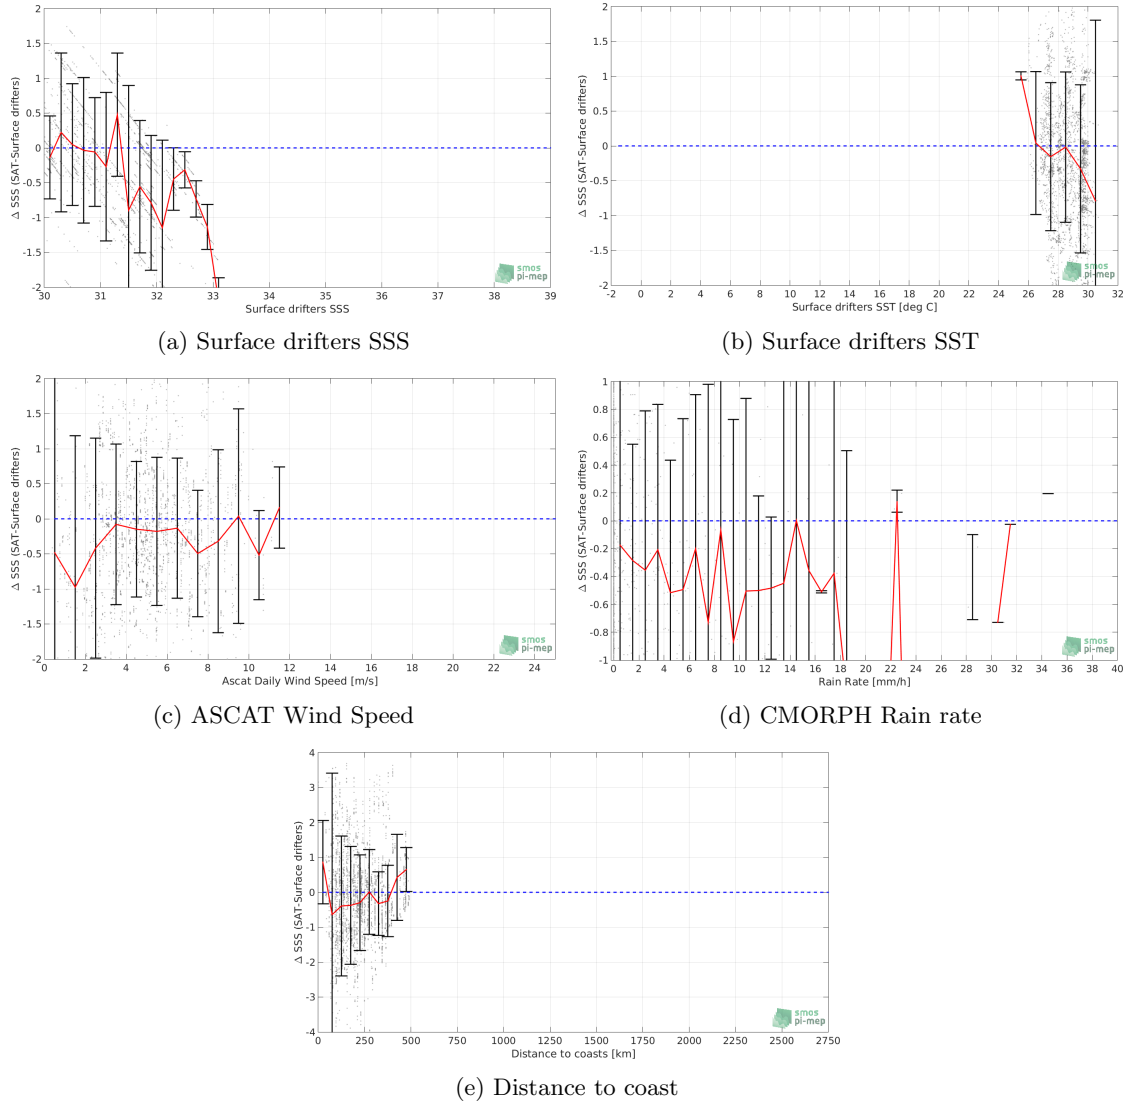 2
1.5
1
0.5
0
-0.5
-1
-1.5
-2
Δ SSS (SAT-Surface drifters)
30 31 32 33 34 35 36 37 38 39
Surface drifters SSS
smos
pi-mep
(a) Surface drifters SSS
2
1.5
1
0.5
0
-0.5
-1
-1.5
-2
Δ SSS (SAT-Surface drifters)
-2 0 2 4 6 8 10 12 14 16 18 20 22 24 26 28 30 32
Surface drifters SST [deg C]
smos
pi-mep
(b) Surface drifters SST
2
1.5
1
0.5
0
-0.5
-1
-1.5
-2
Δ SSS (SAT-Surface drifters)
0 2 4 6 8 10 12 14 16 18 20 22 24
Ascat Daily Wind Speed [m/s]
smos
pi-mep
(c) ASCAT Wind Speed
1
0.8
0.6
0.4
0.2
0
-0.2
-0.4
-0.6
-0.8
-1
Δ SSS (SAT-Surface drifters)
0 2 4 6 8 10 12 14 16 18 20 22 24 26 28 30 32 34 36 38 40
Rain Rate [mm/h]
smos
pi-mep
(d) CMORPH Rain rate
4
3
2
1
0
-1
-2
-3
-4
Δ SSS (SAT-Surface drifters)
0 250 500 750 1000 1250 1500 1750 2000 2250 2500 2750
Distance to coasts [km]
smos
pi-mep
(e) Distance to coast